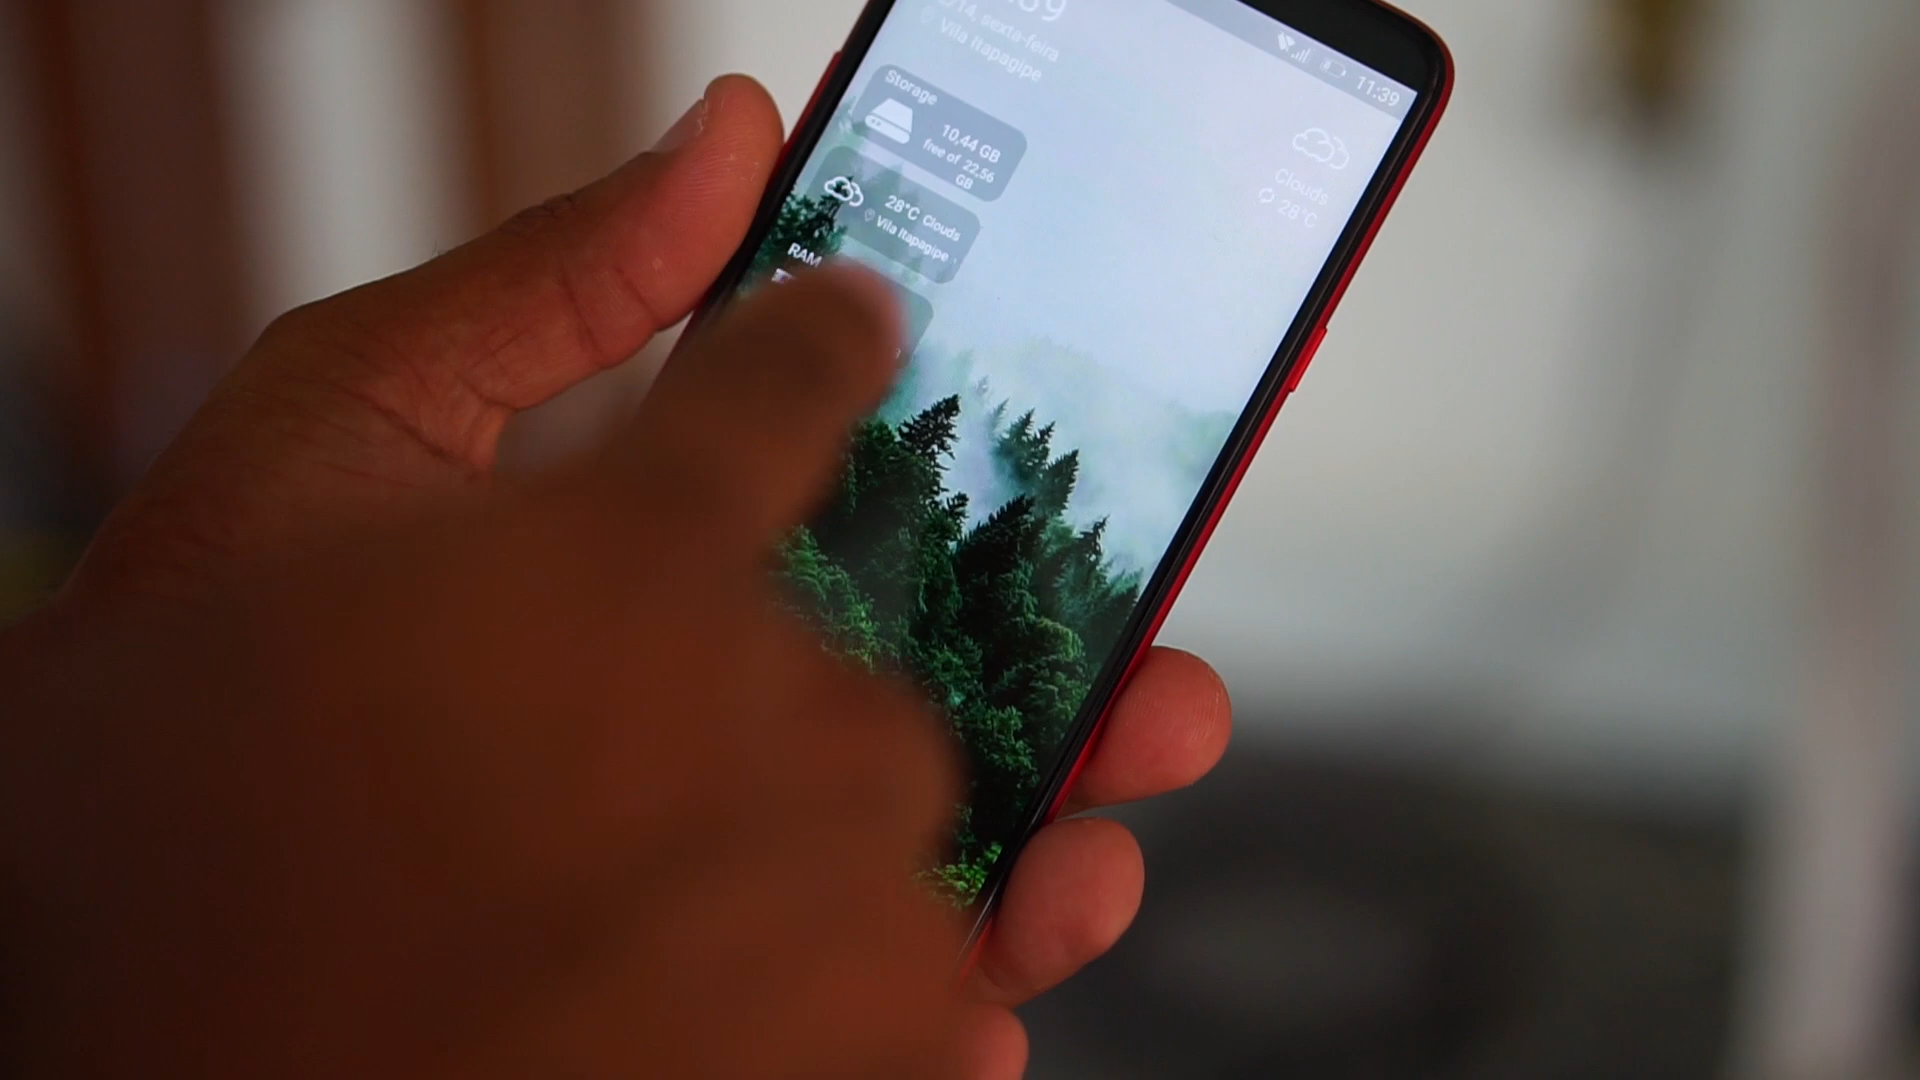 11:39
sexta-feira
Vila Itapagipe
Storage
10,44 GB
free of 22,56
GB
28°C Clouds
Vila Itapagipe
RAM
Clouds
28°C